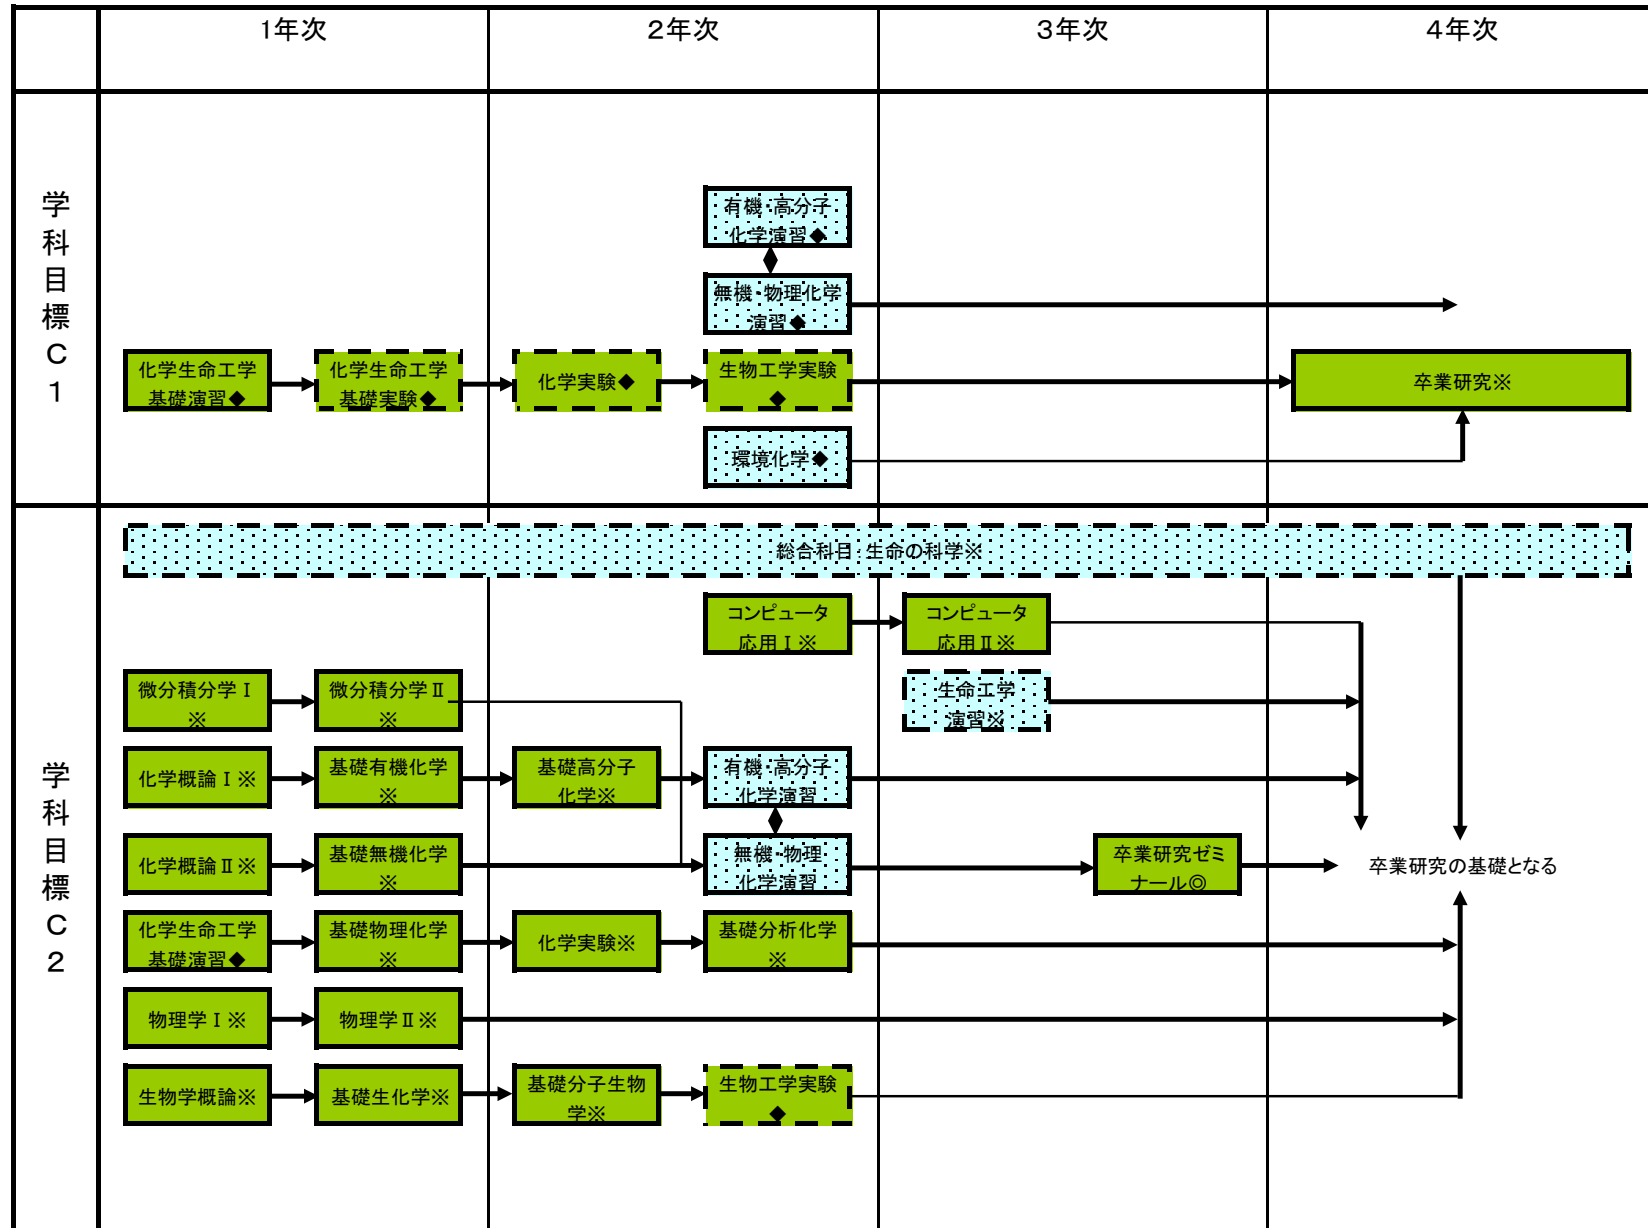 1年次
2年次
3年次
4年次
学科目標C1
有機・高分子
化学演習◆
無機・物理化学
演習◆
化学生命工学
基礎演習◆
化学生命工学
基礎実験◆
化学実験◆
生物工学実験
◆
卒業研究※
環境化学◆
学科目標C2
総合科目:生命の科学※
コンピュータ
応用Ⅰ※
コンピュータ
応用Ⅱ※
微分積分学Ⅰ
※
微分積分学Ⅱ
※
生命工学
演習※
化学概論Ⅰ※
基礎有機化学
※
基礎高分子
化学※
有機・高分子
化学演習
化学概論Ⅱ※
基礎無機化学
※
無機・物理
化学演習
卒業研究ゼミ
ナール◎
卒業研究の基礎となる
化学生命工学
基礎演習◆
基礎物理化学
※
化学実験※
基礎分析化学
※
物理学Ⅰ※
物理学Ⅱ※
生物学概論※
基礎生化学※
基礎分子生物
学※
生物工学実験
◆